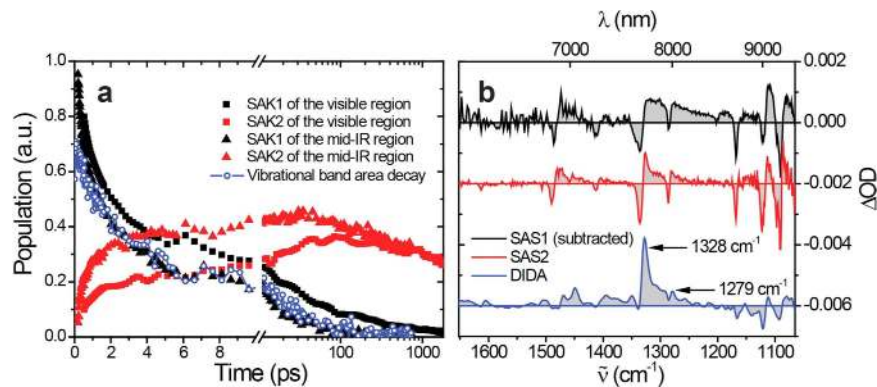 a
Population (a.u.)
1.0
0.8
0.6
0.4
0.2
0.0
SAK1 of the visible region
SAK2 of the visible region
SAK1 of the mid-IR region
SAK2 of the mid-IR region
Vibrational band area decay
0 2 4 6 8 100 1000
Time (ps)
λ (nm)
7000 8000 9000
b
0.002
0.000
-0.002
-0.004
-0.006
ΔOD
SAS1 (subtracted)
SAS2
DIDA
1328 cm⁻¹
1279 cm⁻¹
1650 1500 1400 1300 1200 1100
ṽ (cm⁻¹)